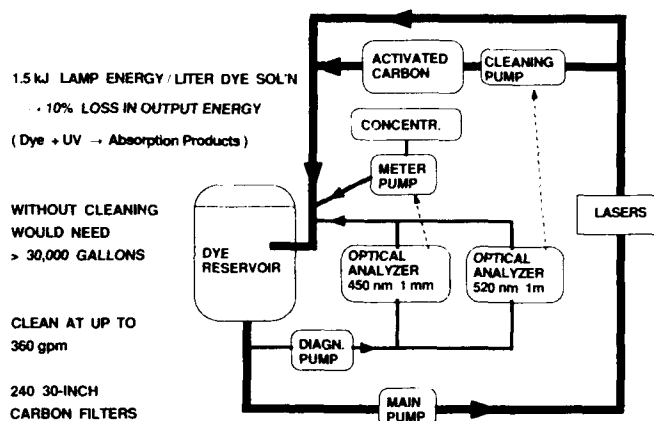 1.5 kJ LAMP ENERGY / LITER DYE SOL'N
→ 10% LOSS IN OUTPUT ENERGY
( Dye + UV → Absorption Products )
WITHOUT CLEANING
WOULD NEED
> 30,000 GALLONS
CLEAN AT UP TO
360 gpm
240 30-INCH
CARBON FILTERS
ACTIVATED
CARBON
CLEANING
PUMP
CONCENTR.
METER
PUMP
LASERS
DYE
RESERVOIR
OPTICAL
ANALYZER
450 nm 1 mm
OPTICAL
ANALYZER
520 nm 1m
DIAGN.
PUMP
MAIN
PUMP